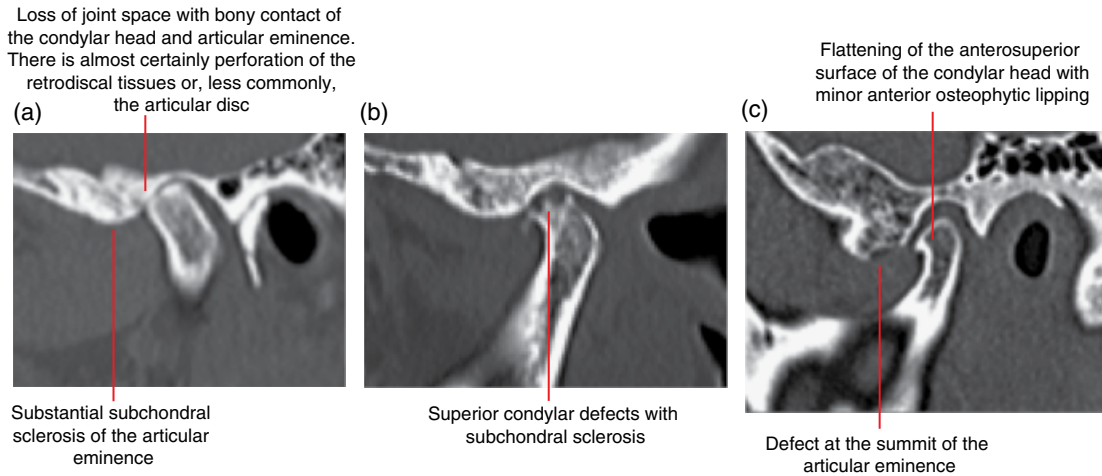 Loss of joint space with bony contact of
the condylar head and articular eminence.
There is almost certainly perforation of the
retrodiscal tissues or, less commonly,
the articular disc
(a)
Substantial subchondral
sclerosis of the articular
eminence
(b)
Superior condylar defects with
subchondral sclerosis
Flattening of the anterosuperior
surface of the condylar head with
minor anterior osteophytic lipping
(c)
Defect at the summit of the
articular eminence